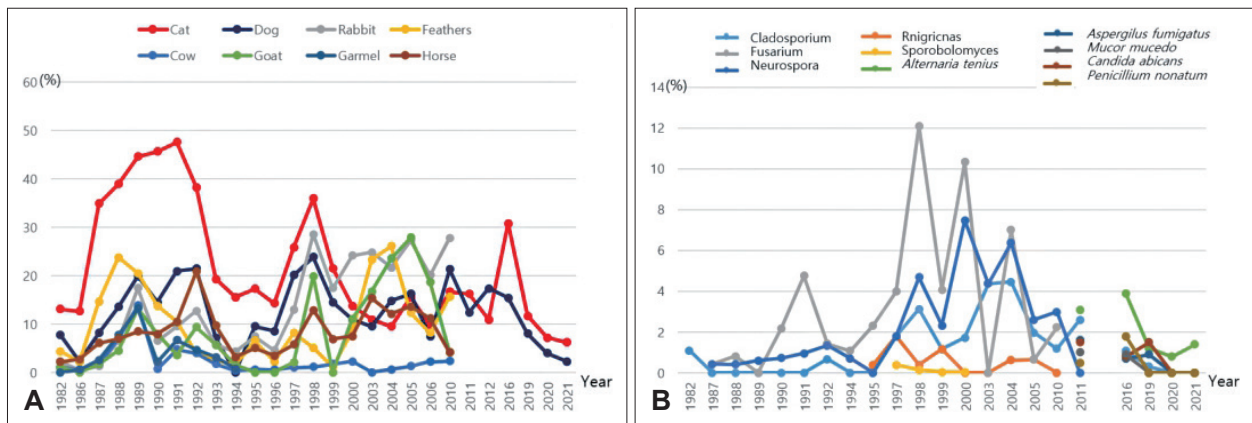 Cat Dog Rabbit Feathers
Cow Goat Garmel Horse
(%)
60
50
40
30
20
10
0
1982 1986 1987 1988 1989 1990 1991 1992 1993 1994 1995 1996 1997 1998 1999 2000 2003 2004 2005 2006 2010 2011 2012 2013 2015 2016 2019 2020 2021
Year
A
Cladosporium Rnigricnas Aspergilus fumigatus
Fusarium Sporobolomyces Mucor mucedo
Neurospora Alternaria tenius Candida abicans
Penicillium nonatum
14 (%)
12
10
8
6
4
2
0
1982 1987 1988 1989 1990 1991 1992 1994 1995 1997 1998 1999 2000 2003 2004 2005 2010 2011 2016 2019 2020 2021
Year
B